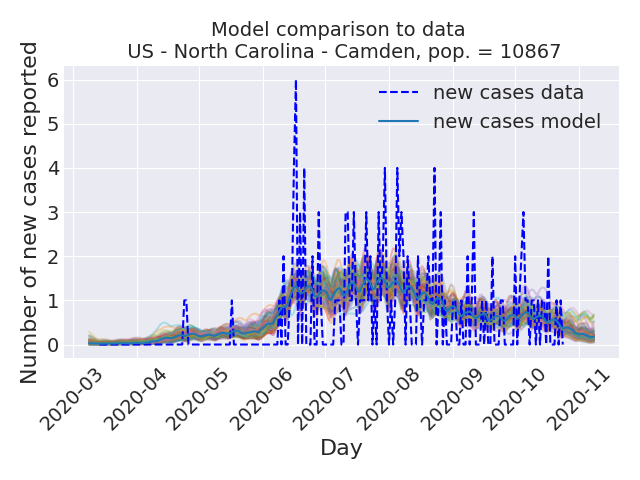 Model comparison to data
US - North Carolina - Camden, pop. = 10867
Number of new cases reported
6
5
4
3
2
1
0
new cases data
new cases model
2020-03
2020-04
2020-05
2020-06
2020-07
2020-08
2020-09
2020-10
2020-11
Day